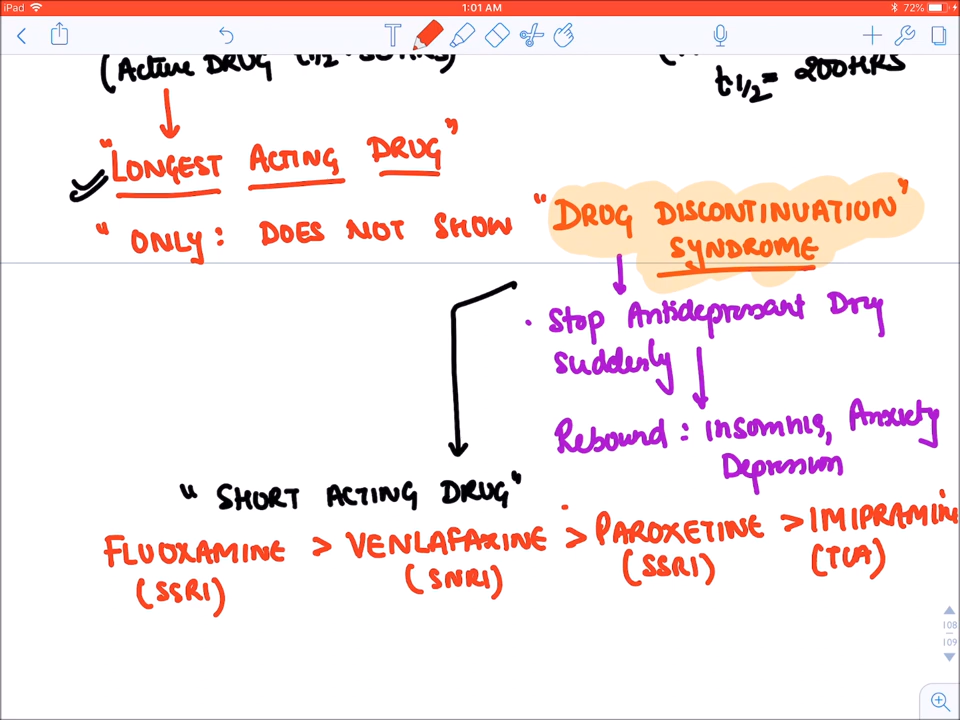 iPad
1:01 AM
72%
T
(Active DRUG
t1/2 = 200HRS
"LONGEST ACTING DRUG"
"ONLY: DOES NOT SHOW "DRUG DISCONTINUATION"
SYNDROME
• Stop Antidepressant Drug
Suddenly
Rebound: Insomnia, Anxiety
Depression
"SHORT ACTING DRUG"
FLUOXAMINE > VENLAFAXINE > PAROXETINE > IMIPRAMINE
(SSRI) (SNRI) (SSRI) (TCA)
108
109